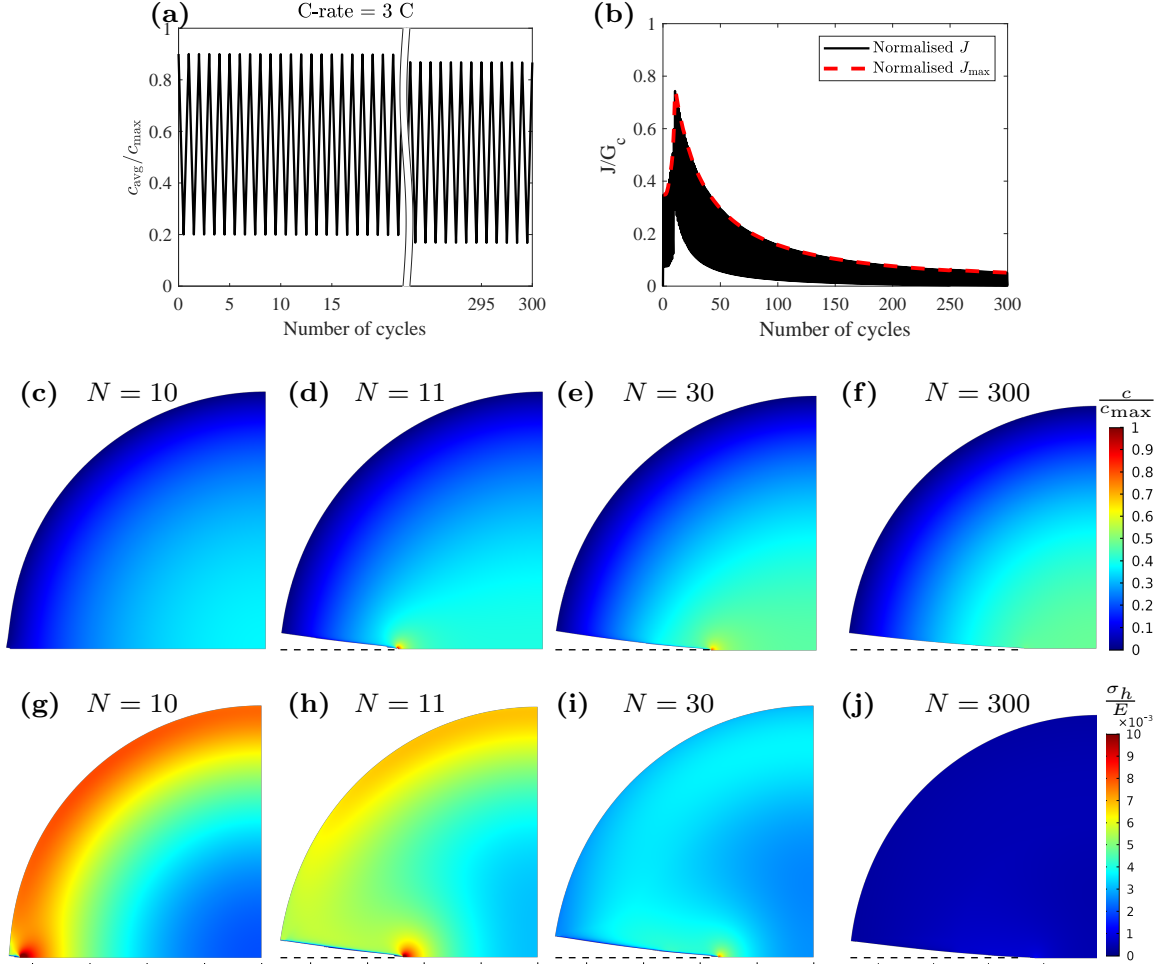 (a) C-rate = 3 C
c_avg/c_max
1
0.8
0.6
0.4
0.2
0
0 5 10 15 295 300
Number of cycles
(b)
J/G_c
1
0.8
0.6
0.4
0.2
0
Normalised J
Normalised J_max
0 50 100 150 200 250 300
Number of cycles
(c) N = 10
(d) N = 11
(e) N = 30
(f) N = 300
c/c_max
1
0.9
0.8
0.7
0.6
0.5
0.4
0.3
0.2
0.1
0
(g) N = 10
(h) N = 11
(i) N = 30
(j) N = 300
σ_h/E
×10⁻³
10
9
8
7
6
5
4
3
2
1
0